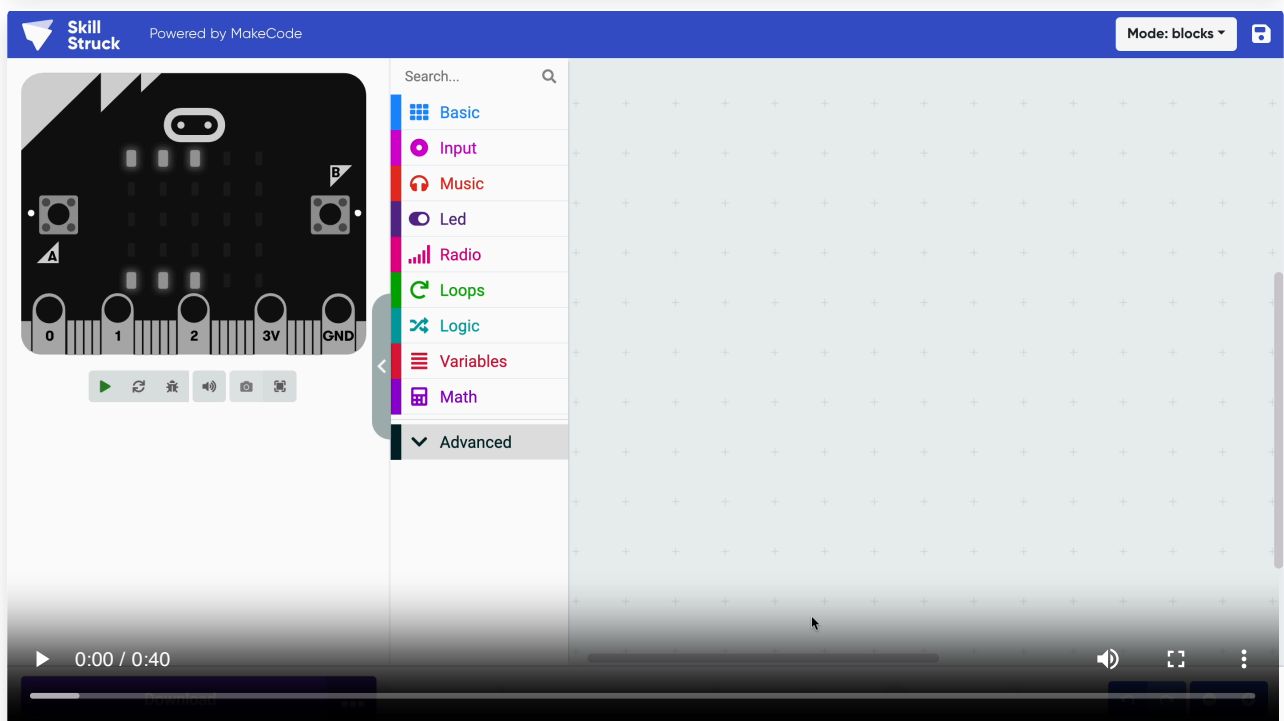 Skill
Struck
Powered by MakeCode
Mode: blocks
Search...
Basic
Input
Music
Led
Radio
Loops
Logic
Variables
Math
Advanced
B
A
0 1 2 3V GND
0:00 / 0:40
Download